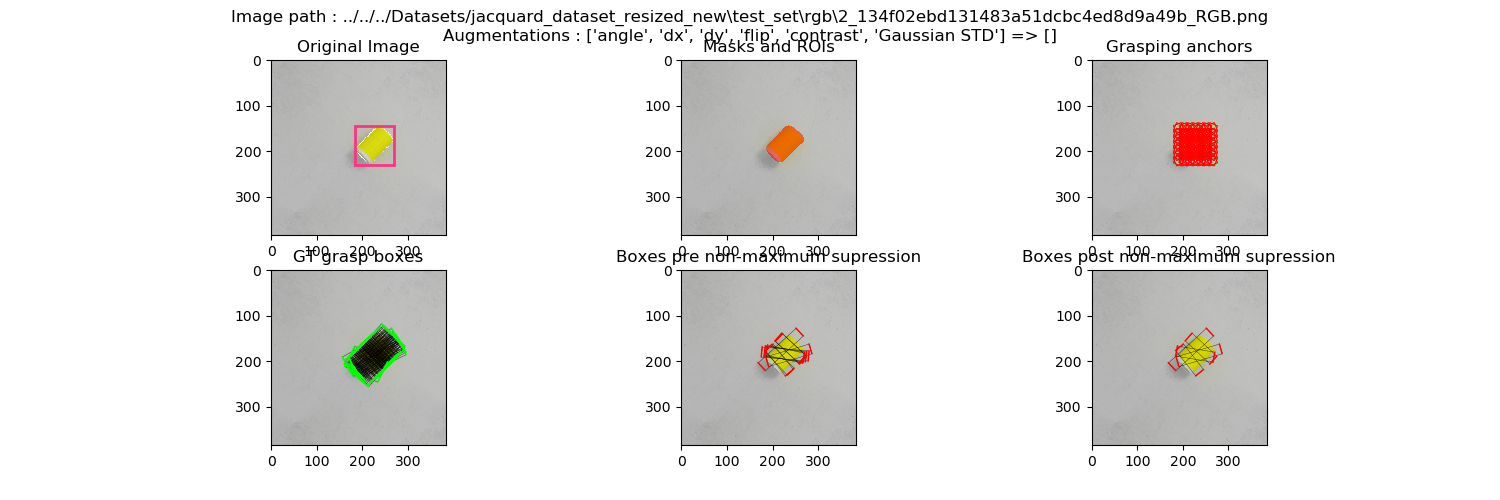 Image path : ../../../Datasets/jacquard_dataset_resized_new\test_set\rgb\2_134f02ebd131483a51dcbc4ed8d9a49b_RGB.png
Augmentations : ['angle', 'dx', 'dy', 'flip', 'contrast', 'Gaussian STD'] => []
Original Image Masks and ROIs Grasping anchors
0 0 0
100 100 100
200 200 200
300 300 300
0 100 200 300 0 100 200 300 0 100 200 300
GT grasp boxes Boxes pre non-maximum supression Boxes post non-maximum supression
0 0 0
100 100 100
200 200 200
300 300 300
0 100 200 300 0 100 200 300 0 100 200 300